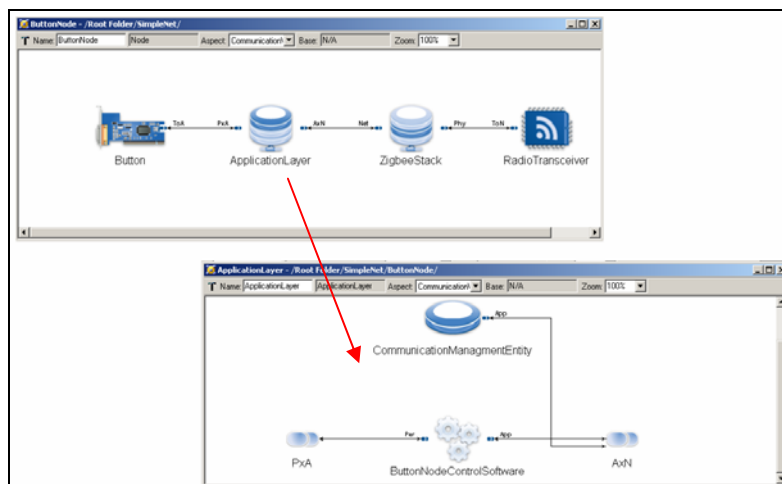 ButtonNode - /Root Folder/SimpleNet/
Name: ButtonNode Node Aspect: Communication Base: N/A Zoom: 100%
ToA PxA AxN Net Phy ToN
Button ApplicationLayer ZigbeeStack RadioTransceiver
ApplicationLayer - /Root Folder/SimpleNet/ButtonNode/
Name: ApplicationLayer ApplicationLayer Aspect: Communication Base: N/A Zoom: 100%
App
CommunicationManagmentEntity
Per App
PxA ButtonNodeControlSoftware AxN